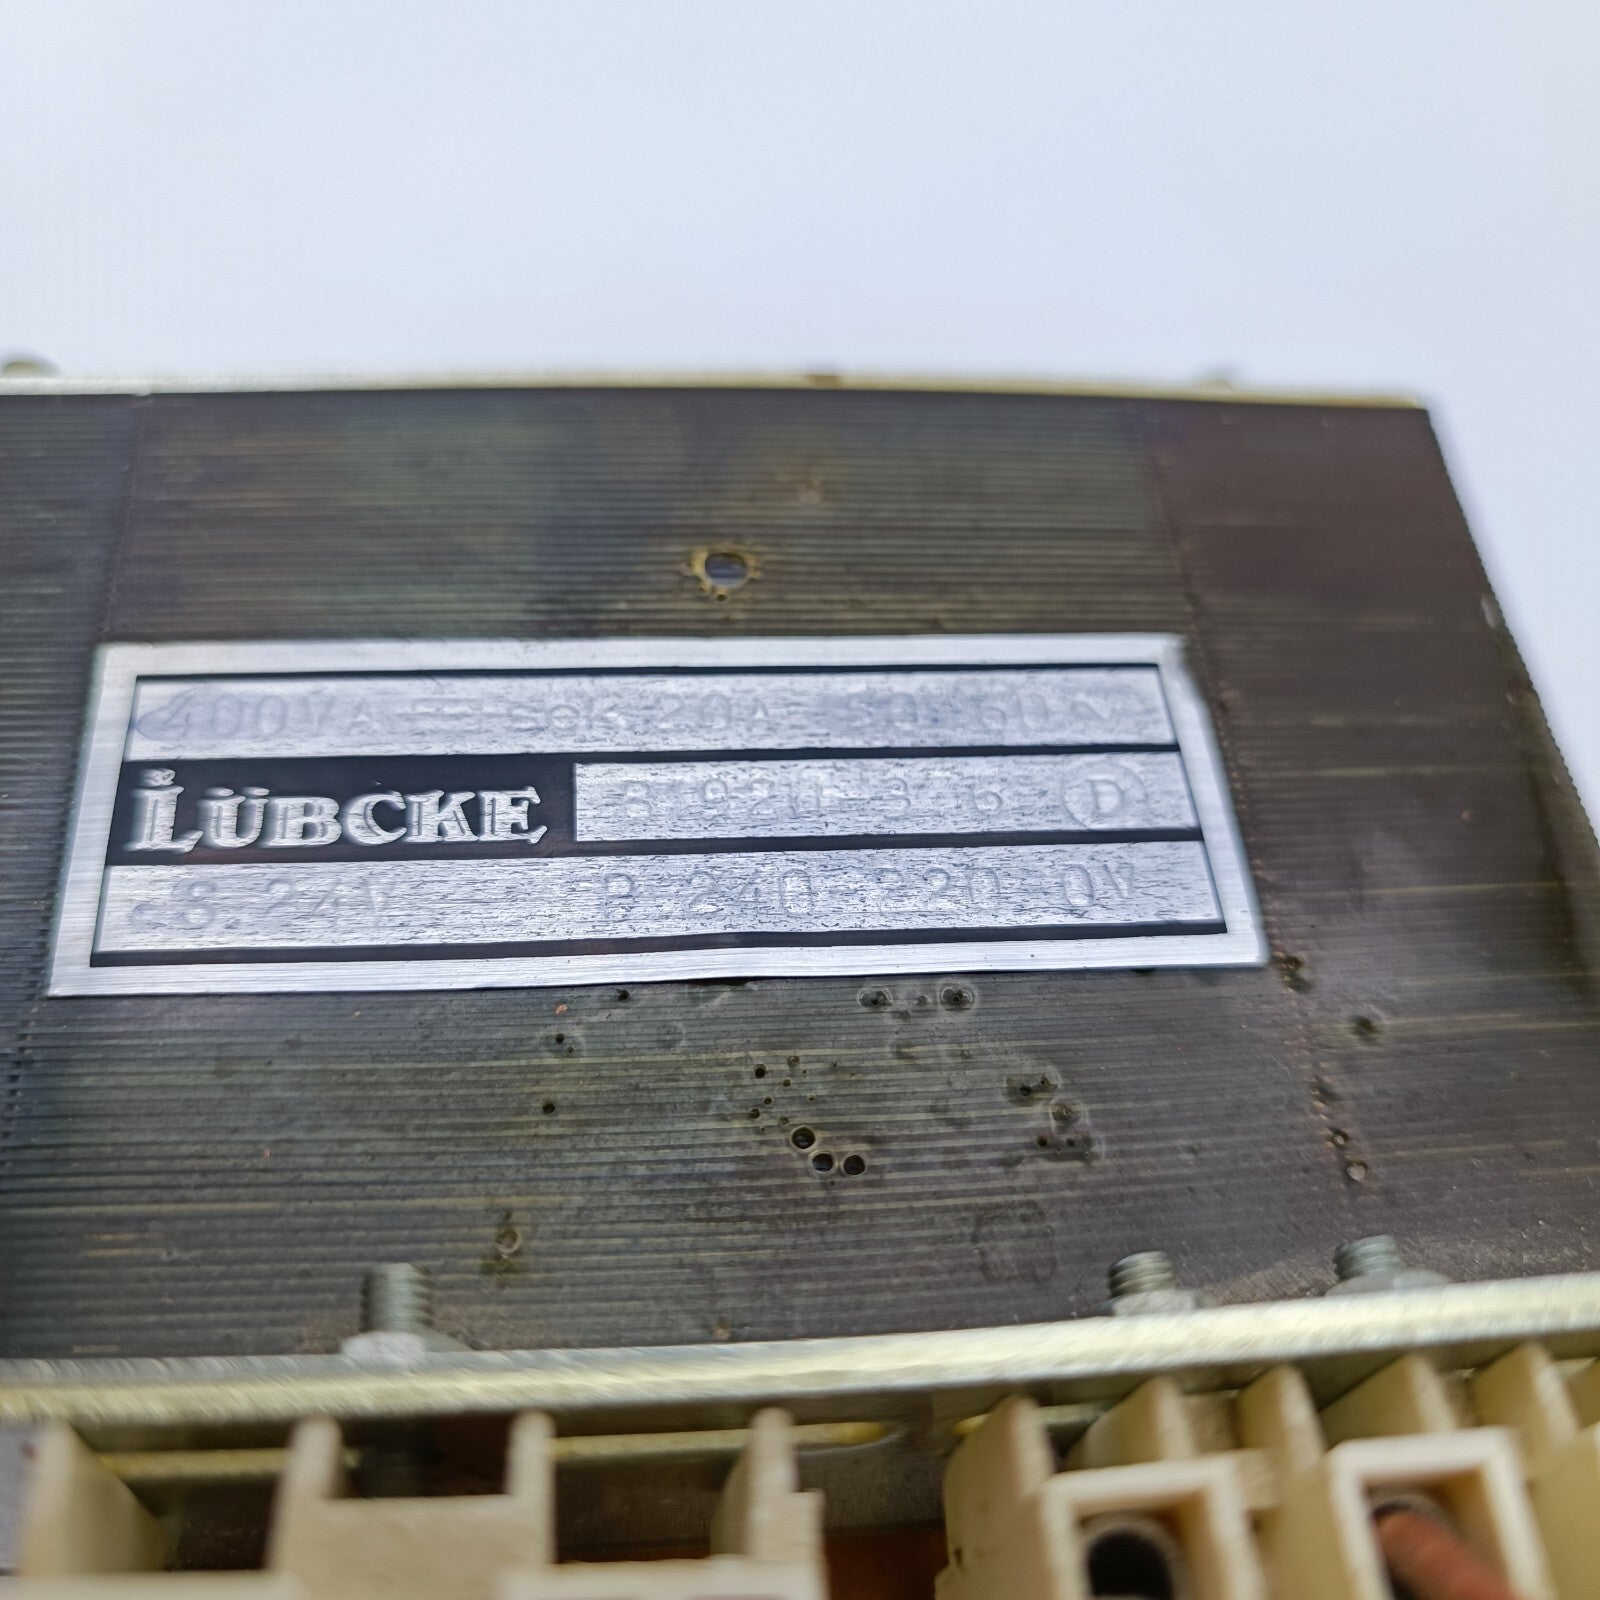 400VA Sek 20A 50 60
LÜBCKE
D
S 24V P 240 220 0V